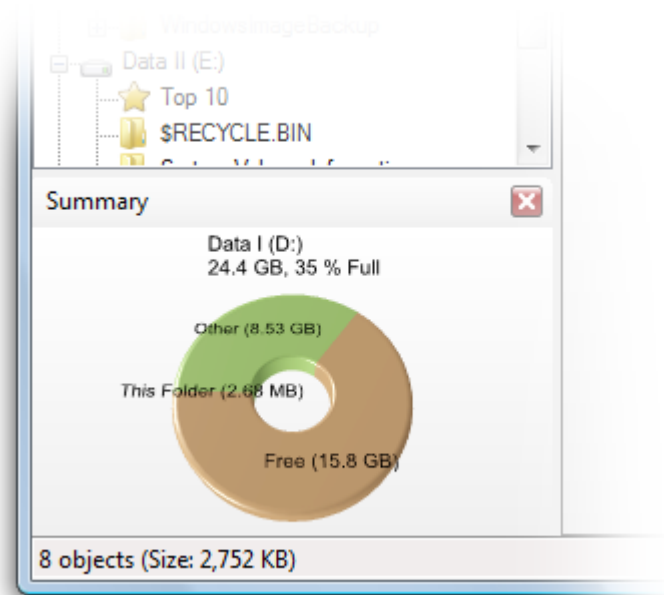 WindowsImageBackup
Data II (E:)
Top 10
$RECYCLE.BIN
Summary
Data I (D:)
24.4 GB, 35 % Full
Other (8.53 GB)
This Folder (2.68 MB)
Free (15.8 GB)
8 objects (Size: 2,752 KB)